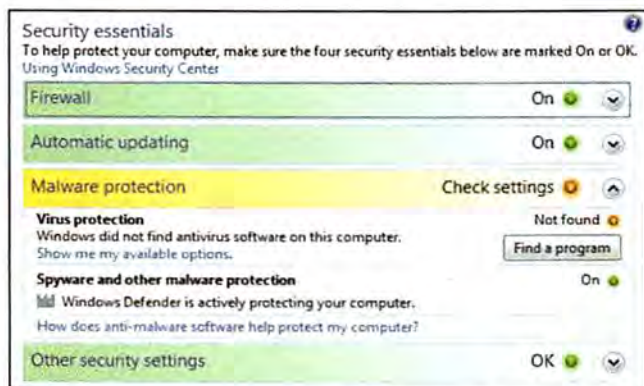 Security essentials
To help protect your computer, make sure the four security essentials below are marked On or OK.
Using Windows Security Center
Firewall On
Automatic updating On
Malware protection Check settings
Virus protection Not found
Windows did not find antivirus software on this computer.
Show me my available options. Find a program
Spyware and other malware protection On
Windows Defender is actively protecting your computer.
How does anti-malware software help protect my computer?
Other security settings OK